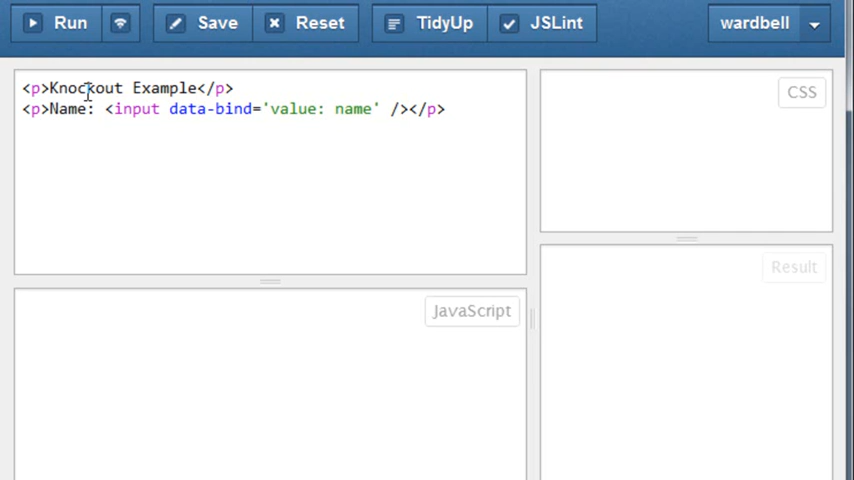 Run Save Reset TidyUp JSLint wardbell
<p>Knockout Example</p>
<p>Name: <input data-bind='value: name' /></p>
CSS
Result
JavaScript